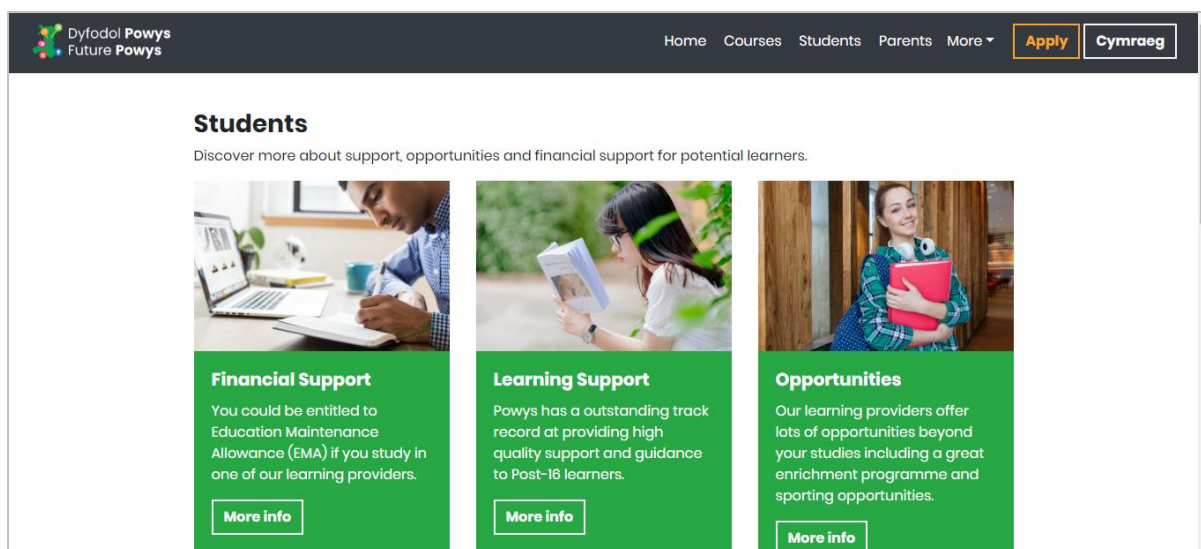 Dyfodol Powys
Future Powys
Home Courses Students Parents More Apply Cymraeg
Students
Discover more about support, opportunities and financial support for potential learners.
Financial Support
You could be entitled to
Education Maintenance
Allowance (EMA) if you study in
one of our learning providers.
More info
Learning Support
Powys has a outstanding track
record at providing high
quality support and guidance
to Post-16 learners.
More info
Opportunities
Our learning providers offer
lots of opportunities beyond
your studies including a great
enrichment programme and
sporting opportunities.
More info